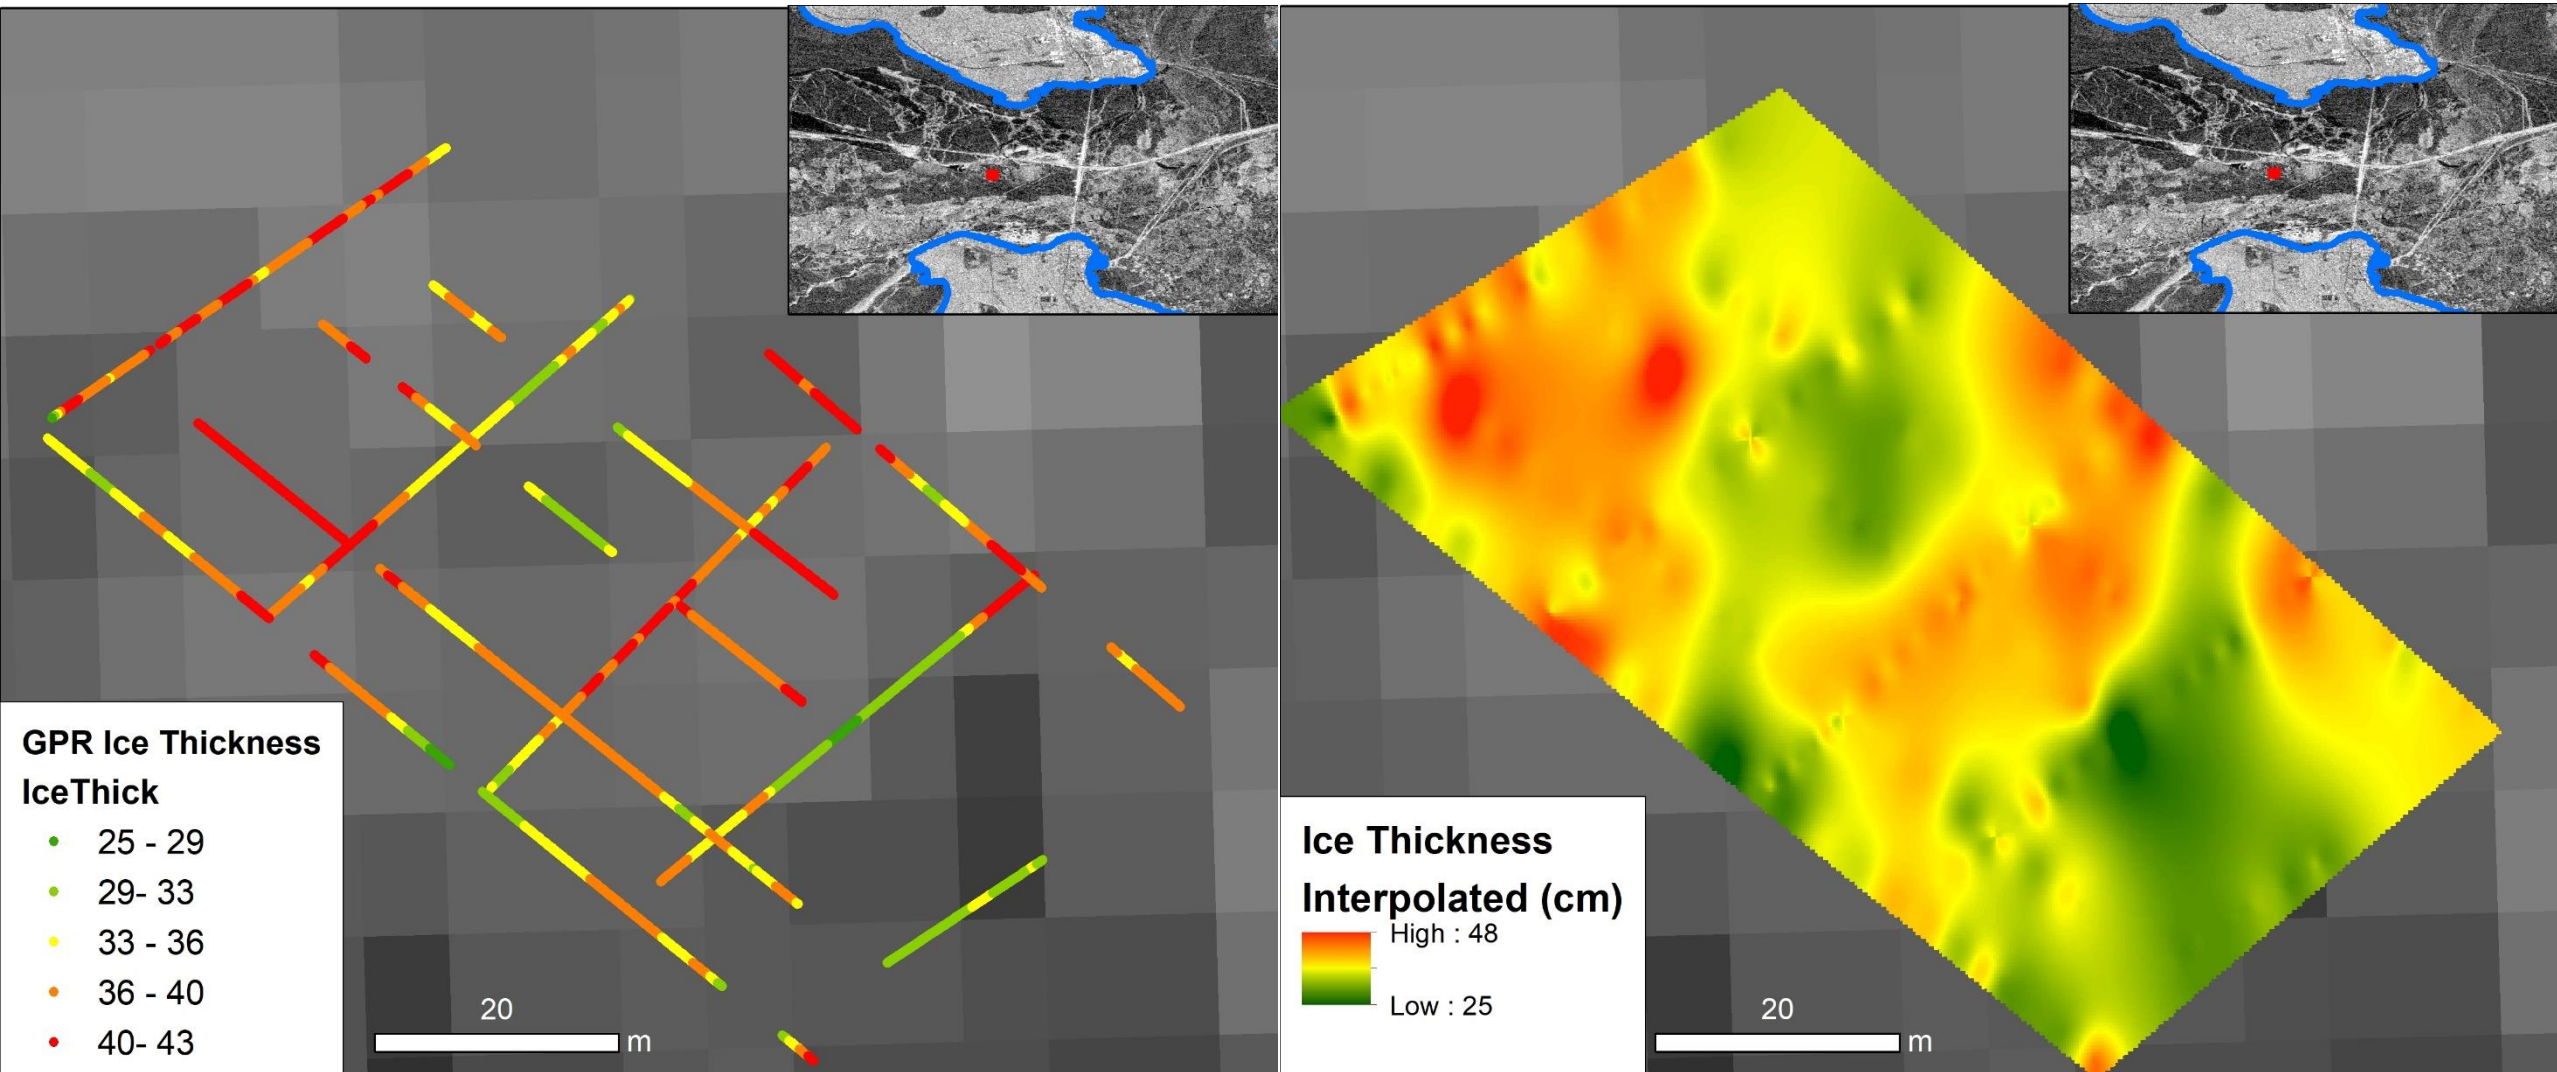 GPR Ice Thickness
IceThick
25 - 29
29- 33
33 - 36
36 - 40
40- 43
20
m
Ice Thickness
Interpolated (cm)
High : 48
Low : 25
20
m